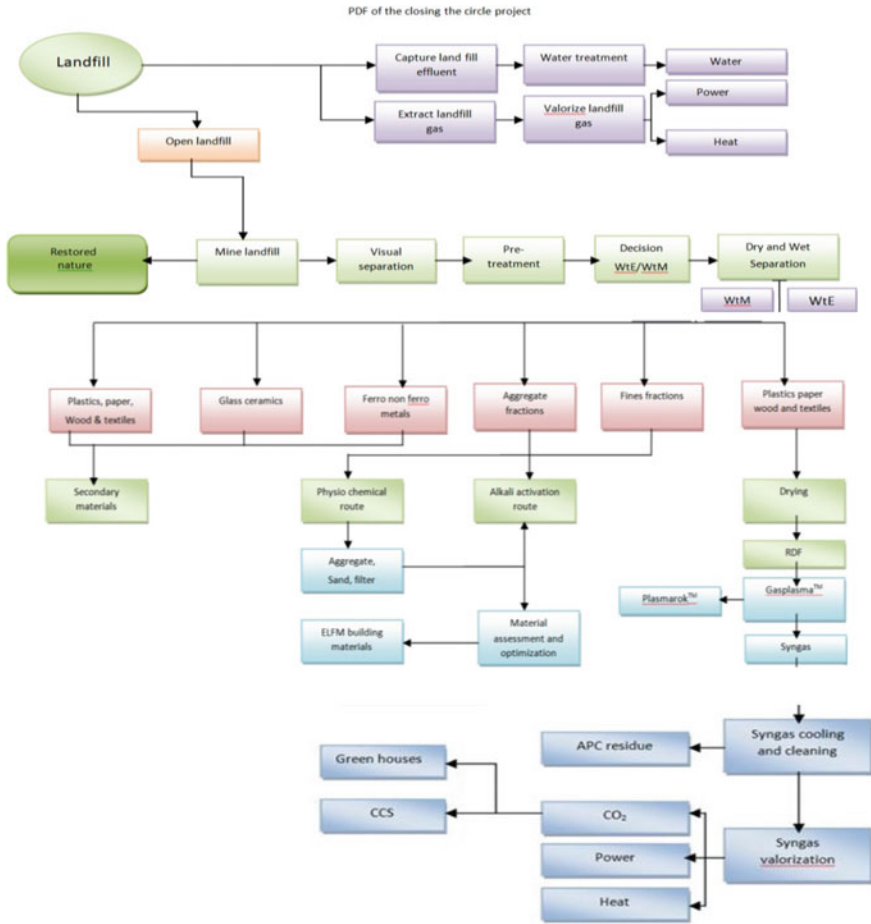 PDF of the closing the circle project
Landfill
Capture land fill
effluent
Water treatment
Water
Power
Extract landfill
gas
Valorize landfill
gas
Heat
Open landfill
Restored
nature
Mine landfill
Visual
separation
Pre-
treatment
Decision
WtE/WtM
Dry and Wet
Separation
WtM
WtE
Plastics, paper,
Wood & textiles
Glass ceramics
Ferro non ferro
metals
Aggregate
fractions
Fines fractions
Plastics paper
wood and textiles
Secondary
materials
Physio chemical
route
Alkali activation
route
Drying
RDF
Aggregate,
Sand, filter
Plasmarok™
Gasplasma™
ELFM building
materials
Material
assessment and
optimization
Syngas
Green houses
APC residue
Syngas cooling
and cleaning
CCS
CO₂
Power
Syngas
valorization
Heat